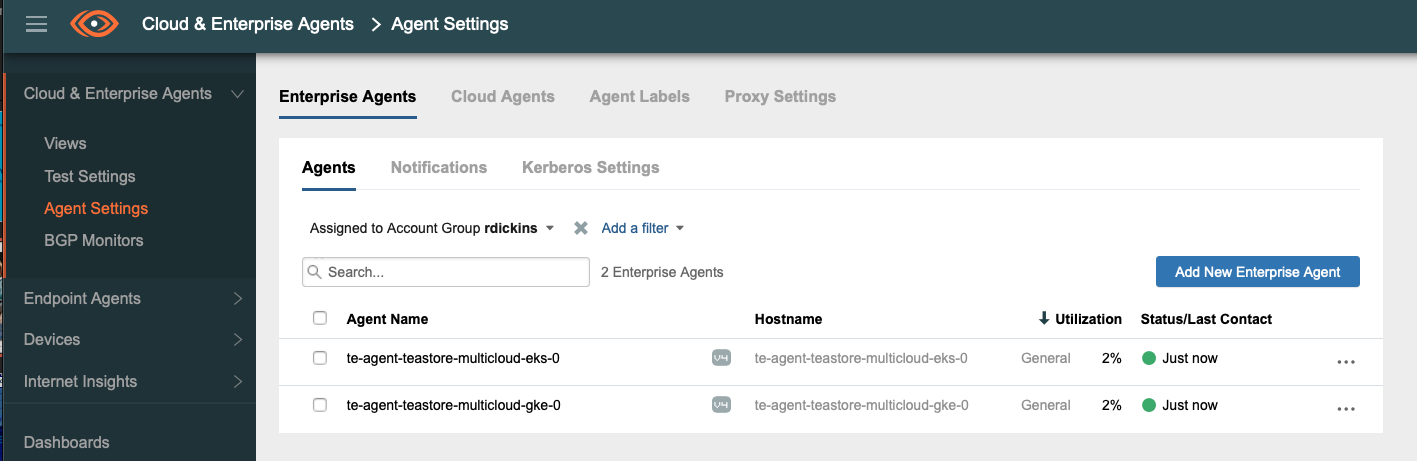 Cloud & Enterprise Agents > Agent Settings
Cloud & Enterprise Agents
Views
Test Settings
Agent Settings
BGP Monitors
Endpoint Agents
Devices
Internet Insights
Dashboards
Enterprise Agents Cloud Agents Agent Labels Proxy Settings
Agents Notifications Kerberos Settings
Assigned to Account Group rdickins Add a filter
Search... 2 Enterprise Agents Add New Enterprise Agent
Agent Name Hostname Utilization Status/Last Contact
te-agent-teastore-multicloud-eks-0 V4 te-agent-teastore-multicloud-eks-0 General 2% Just now ...
te-agent-teastore-multicloud-gke-0 V4 te-agent-teastore-multicloud-gke-0 General 2% Just now ...